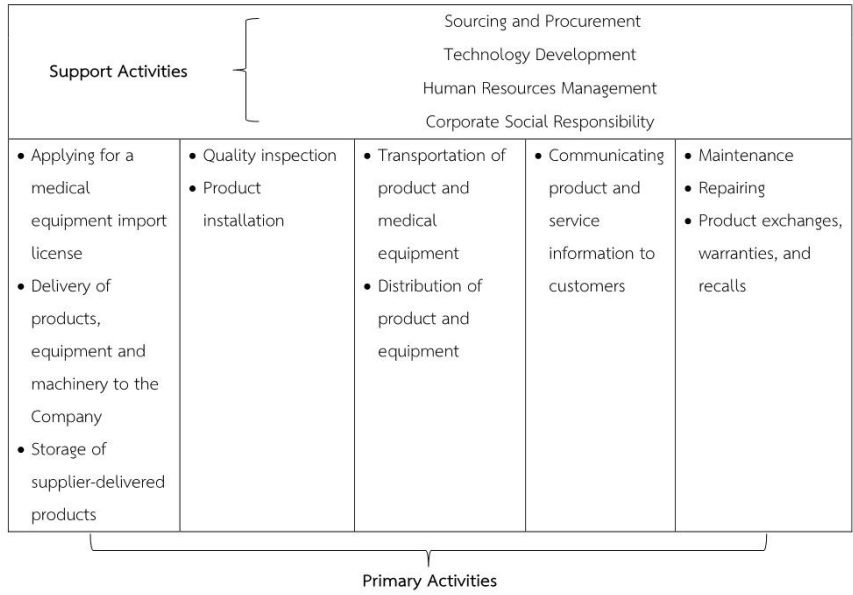 Support Activities
Sourcing and Procurement
Technology Development
Human Resources Management
Corporate Social Responsibility
• Applying for a
medical
equipment import
license
• Delivery of
products,
equipment and
machinery to the
Company
• Storage of
supplier-delivered
products
• Quality inspection
• Product
installation
• Transportation of
product and
medical
equipment
• Distribution of
product and
equipment
• Communicating
product and
service
information to
customers
• Maintenance
• Repairing
• Product exchanges,
warranties, and
recalls
Primary Activities